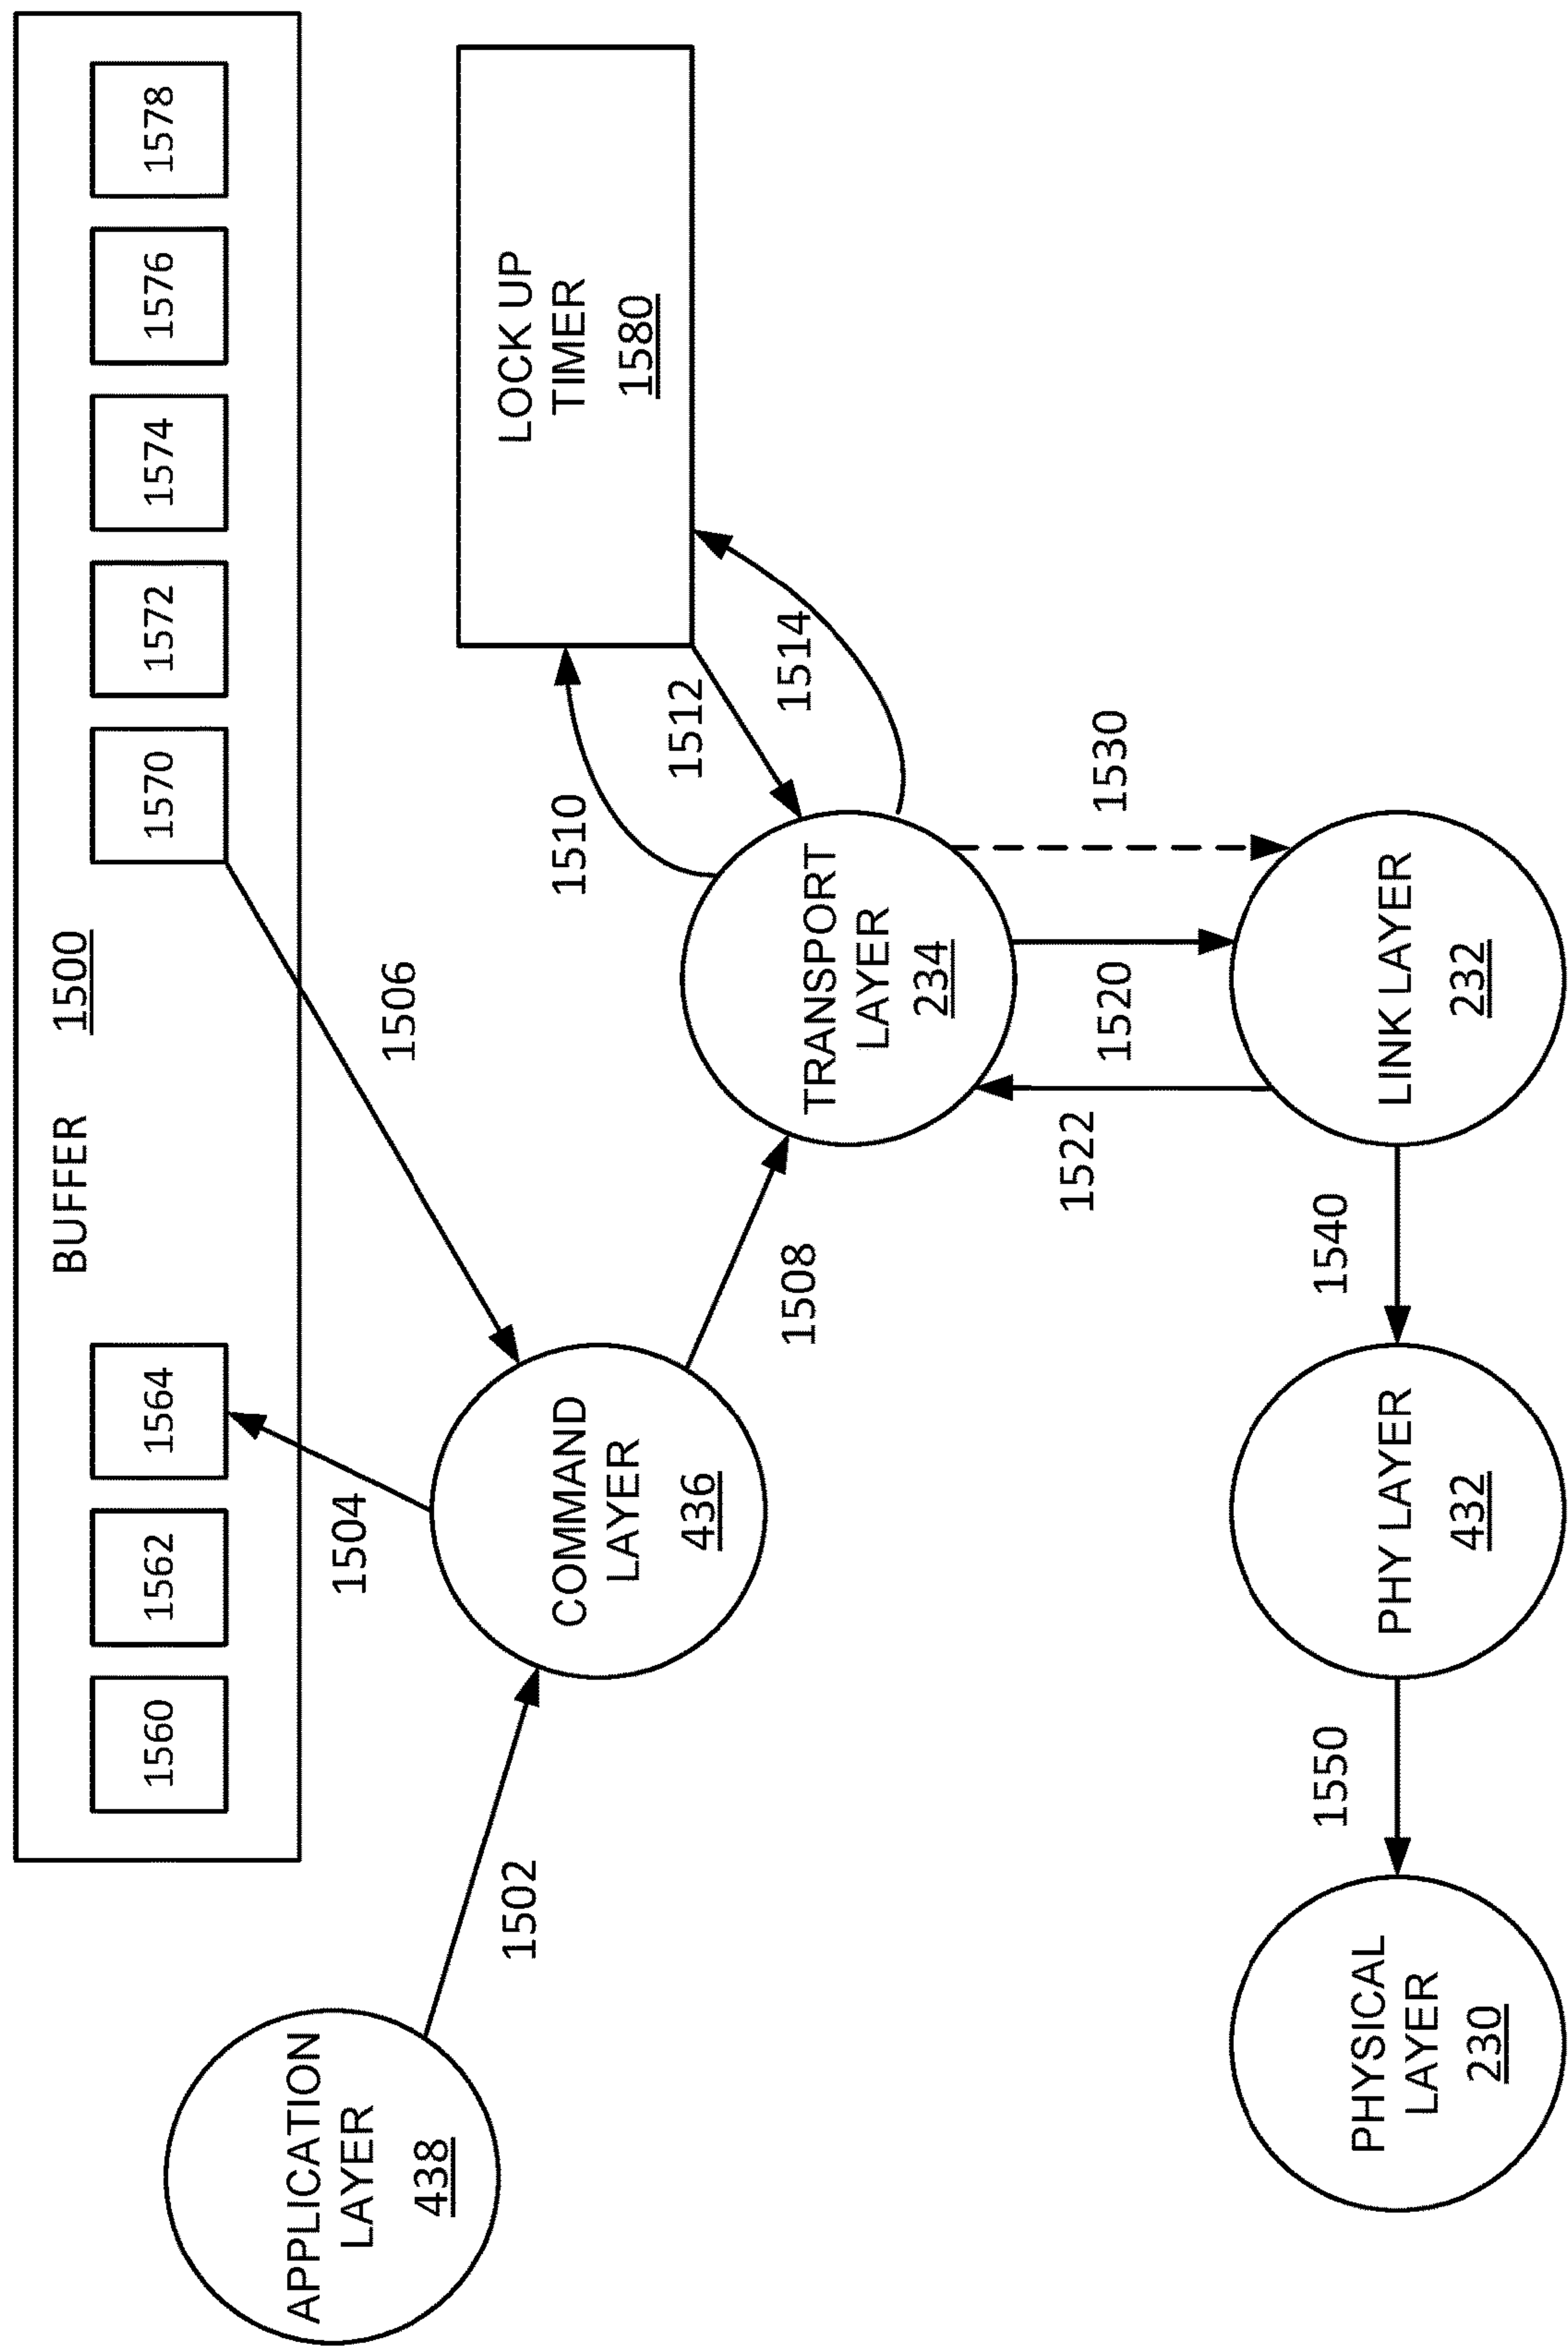 BUFFER 1500
1560
1562
1564
1570
1572
1574
1576
1578
1504
1506
LOCK UP
TIMER
1580
APPLICATION
LAYER
438
1502
COMMAND
LAYER
436
1508
1510
1512
1514
TRANSPORT
LAYER
234
1522
1520
1530
PHYSICAL
LAYER
230
1550
PHY LAYER
432
1540
LINK LAYER
232